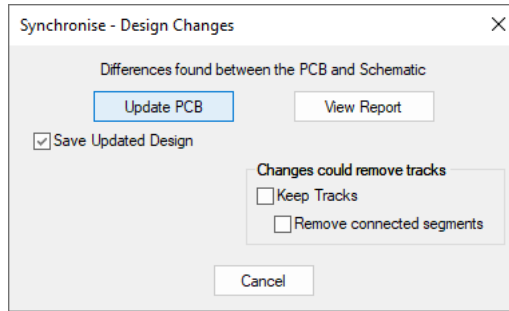 Synchronise - Design Changes
Differences found between the PCB and Schematic
Update PCB
View Report
Save Updated Design
Changes could remove tracks
Keep Tracks
Remove connected segments
Cancel